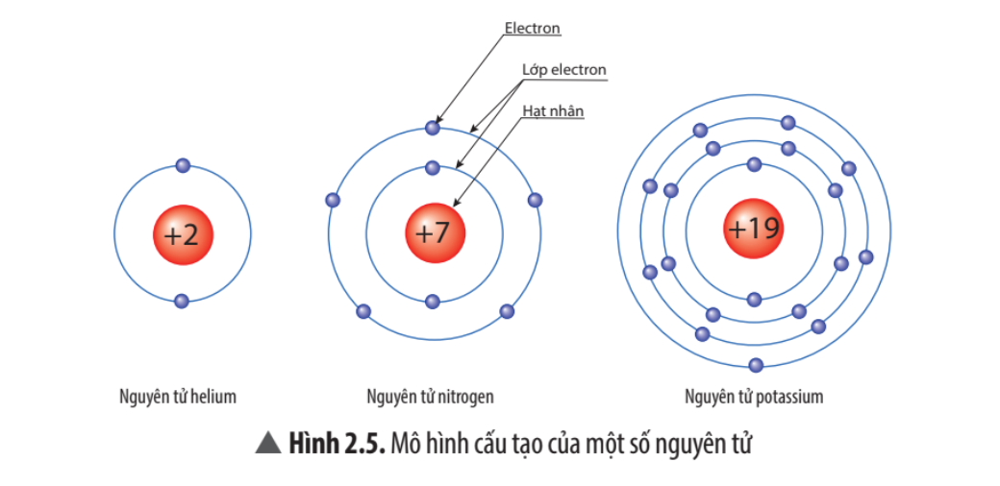 Electron
Lớp electron
Hạt nhân
+2
+7
+19
Nguyên tử helium
Nguyên tử nitrogen
Nguyên tử potassium
▲ Hình 2.5. Mô hình cấu tạo của một số nguyên tử